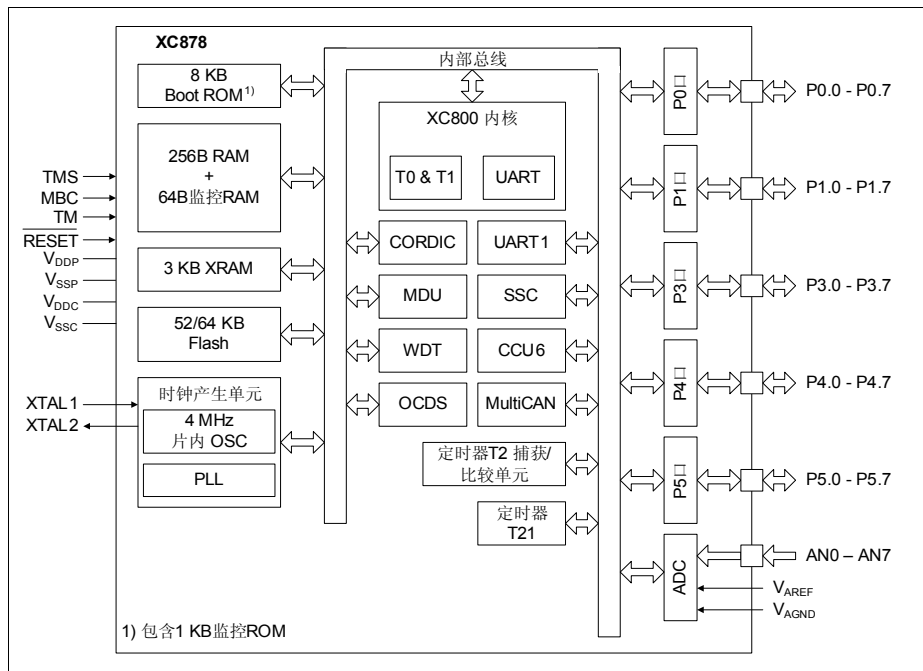 XC878
内部总线
8 KB
Boot ROM1)
256B RAM
+
64B监控RAM
3 KB XRAM
52/64 KB
Flash
时钟产生单元
4 MHz
片内 OSC
PLL
TMS
MBC
TM
RESET
VDDP
VSSP
VDDC
VSSC
XTAL1
XTAL2
XC800 内核
T0 & T1
UART
CORDIC
UART1
MDU
SSC
WDT
CCU6
OCDS
MultiCAN
定时器T2 捕获/
比较单元
定时器
T21
P0口
P0.0 - P0.7
P1口
P1.0 - P1.7
P3口
P3.0 - P3.7
P4口
P4.0 - P4.7
P5口
P5.0 - P5.7
ADC
AN0 – AN7
VAREF
VAGND
1) 包含1 KB监控ROM